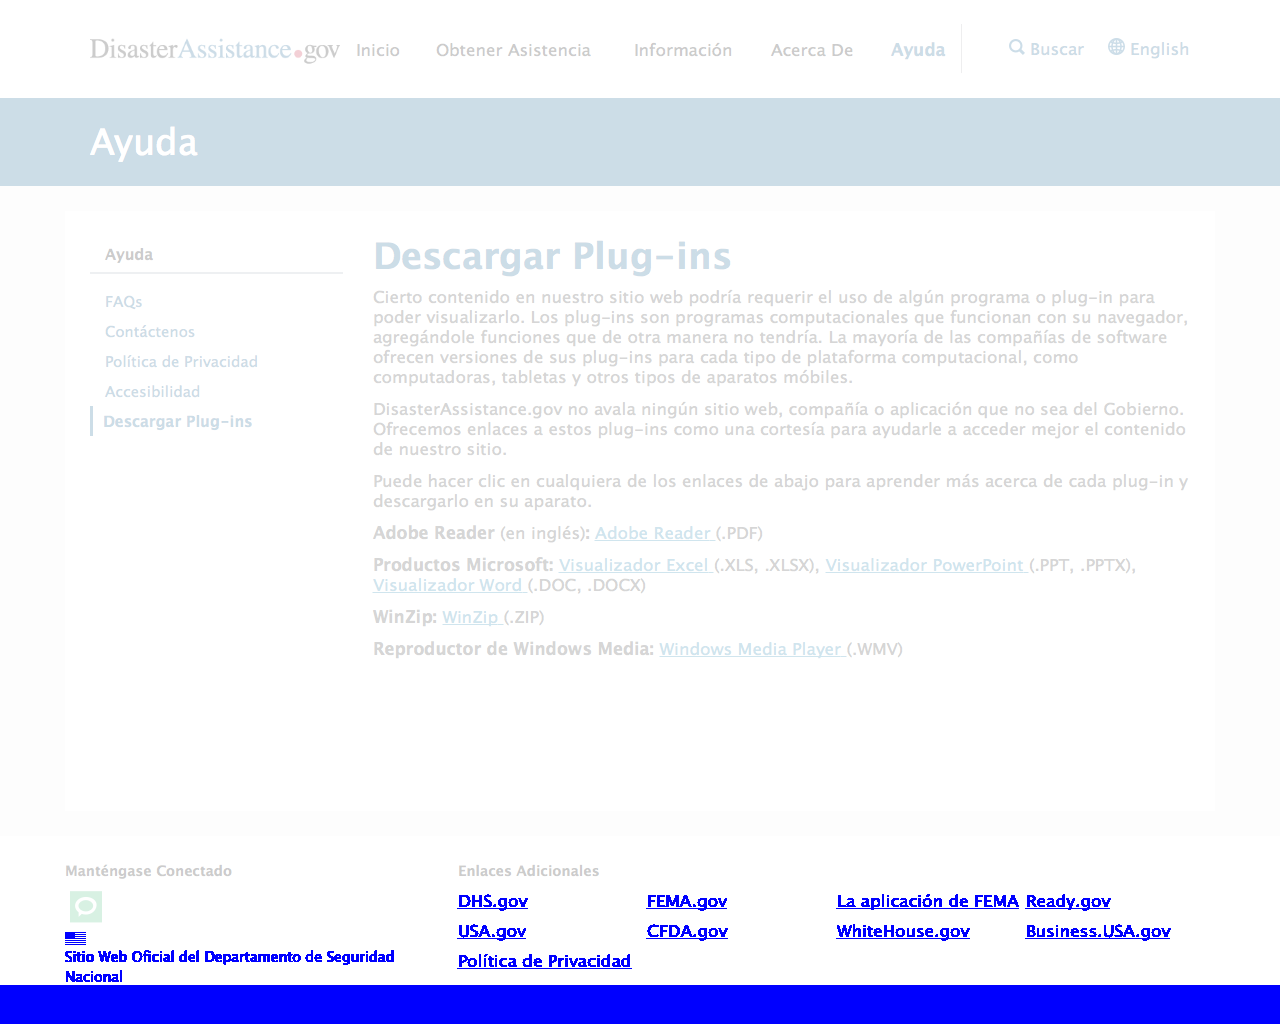 DisasterAssistance.gov Inicio Obtener Asistencia Información Acerca De Ayuda Buscar English
Ayuda
Ayuda
FAQs
Contáctenos
Política de Privacidad
Accesibilidad
Descargar Plug-ins
Descargar Plug-ins
Cierto contenido en nuestro sitio web podría requerir el uso de algún programa o plug-in para
poder visualizarlo. Los plug-ins son programas computacionales que funcionan con su navegador,
agregándole funciones que de otra manera no tendría. La mayoría de las compañías de software
ofrecen versiones de sus plug-ins para cada tipo de plataforma computacional, como
computadoras, tabletas y otros tipos de aparatos móbiles.
DisasterAssistance.gov no avala ningún sitio web, compañía o aplicación que no sea del Gobierno.
Ofrecemos enlaces a estos plug-ins como una cortesía para ayudarle a acceder mejor el contenido
de nuestro sitio.
Puede hacer clic en cualquiera de los enlaces de abajo para aprender más acerca de cada plug-in y
descargarlo en su aparato.
Adobe Reader (en inglés): Adobe Reader (.PDF)
Productos Microsoft: Visualizador Excel (.XLS, .XLSX), Visualizador PowerPoint (.PPT, .PPTX),
Visualizador Word (.DOC, .DOCX)
WinZip: WinZip (.ZIP)
Reproductor de Windows Media: Windows Media Player (.WMV)
Manténgase Conectado
Sitio Web Oficial del Departamento de Seguridad
Nacional
Enlaces Adicionales
DHS.gov FEMA.gov La aplicación de FEMA Ready.gov
USA.gov CFDA.gov WhiteHouse.gov Business.USA.gov
Política de Privacidad